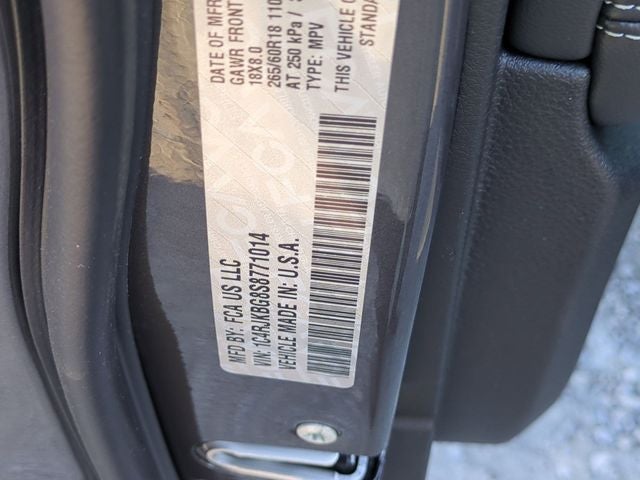 MFD BY: FCA US LLC
DATE OF MFR
VIN: 1C4RJKBG8S8771014
GAWR FRONT
VEHICLE MADE IN: U.S.A.
18X8.0
265/60R18 110
AT 250 kPa /
TYPE: MPV
THIS VEHICLE
STANDA